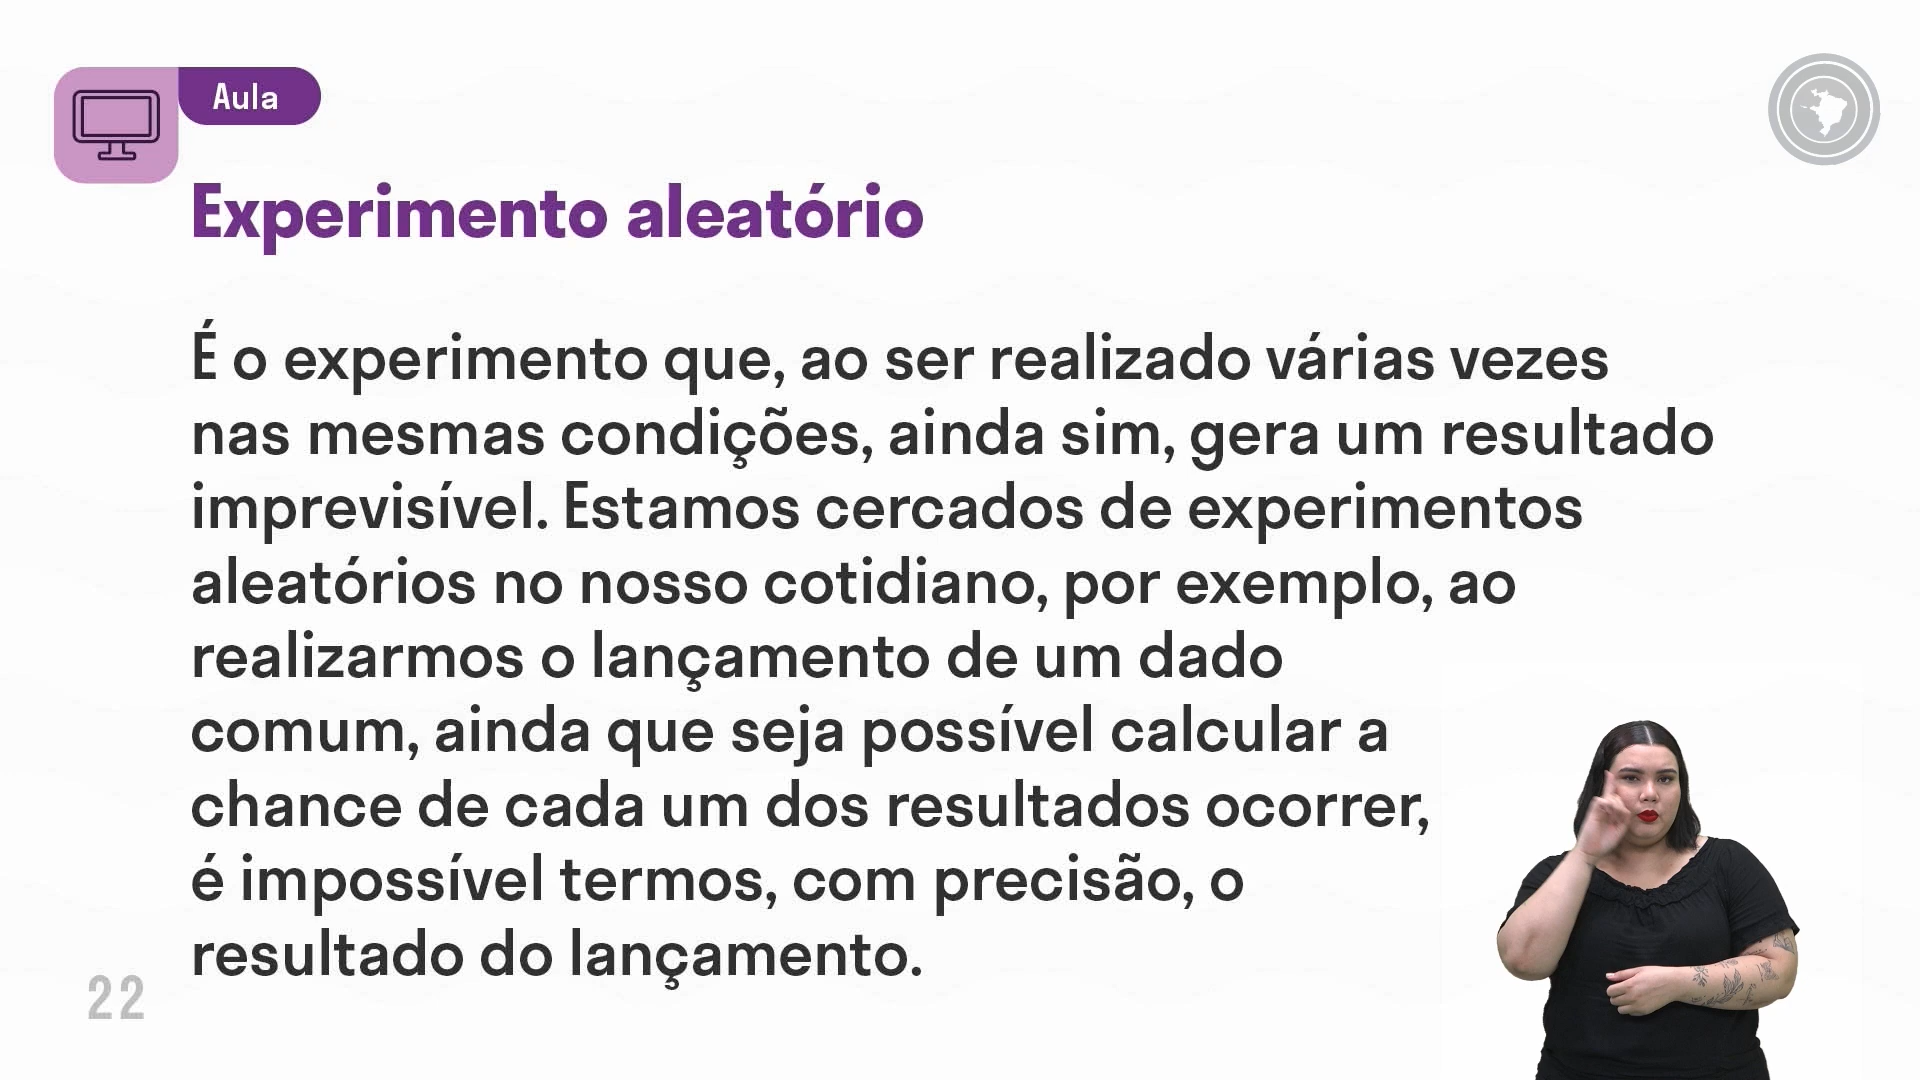 Aula
Experimento aleatório
É o experimento que, ao ser realizado várias vezes
nas mesmas condições, ainda sim, gera um resultado
imprevisível. Estamos cercados de experimentos
aleatórios no nosso cotidiano, por exemplo, ao
realizarmos o lançamento de um dado
comum, ainda que seja possível calcular a
chance de cada um dos resultados ocorrer,
é impossível termos, com precisão, o
resultado do lançamento.
22